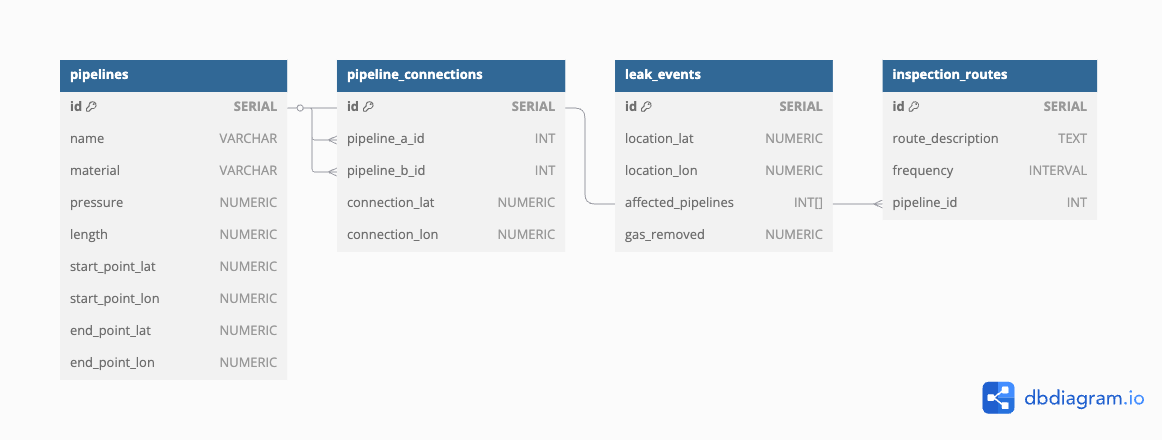 pipelines
id SERIAL
name VARCHAR
material VARCHAR
pressure NUMERIC
length NUMERIC
start_point_lat NUMERIC
start_point_lon NUMERIC
end_point_lat NUMERIC
end_point_lon NUMERIC
pipeline_connections
id SERIAL
pipeline_a_id INT
pipeline_b_id INT
connection_lat NUMERIC
connection_lon NUMERIC
leak_events
id SERIAL
location_lat NUMERIC
location_lon NUMERIC
affected_pipelines INT[]
gas_removed NUMERIC
inspection_routes
id SERIAL
route_description TEXT
frequency INTERVAL
pipeline_id INT
dbdiagram.io